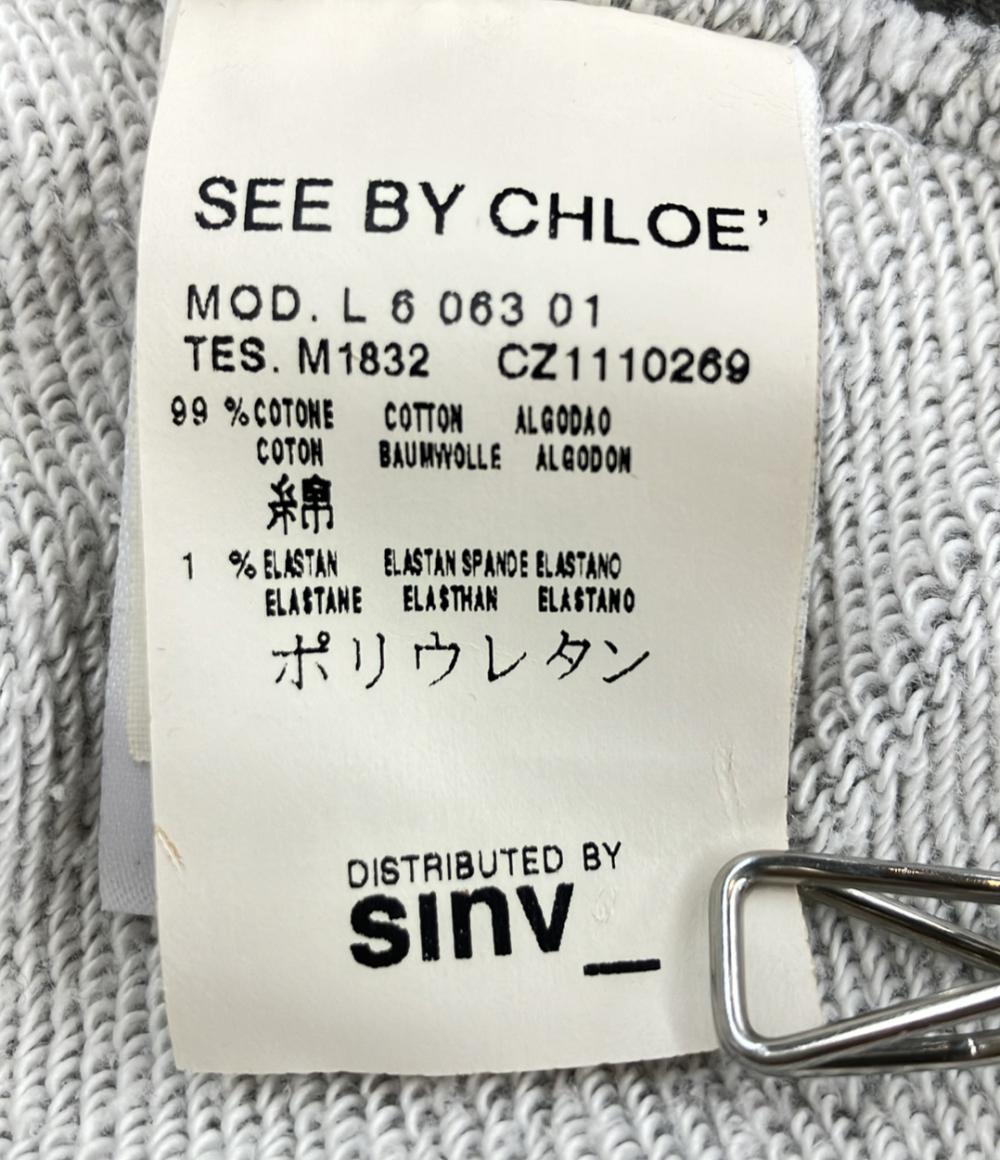 SEE BY CHLOE'
MOD. L 6 063 01
TES. M1832 CZ1110269
99 % COTONE COTTON ALGODAO
COTON BAUMWOLLE ALGODON
綿
1 % ELASTAN ELASTAN SPANDE ELASTANO
ELASTANE ELASTHAN ELASTANO
ポリウレタン
DISTRIBUTED BY
sinv_